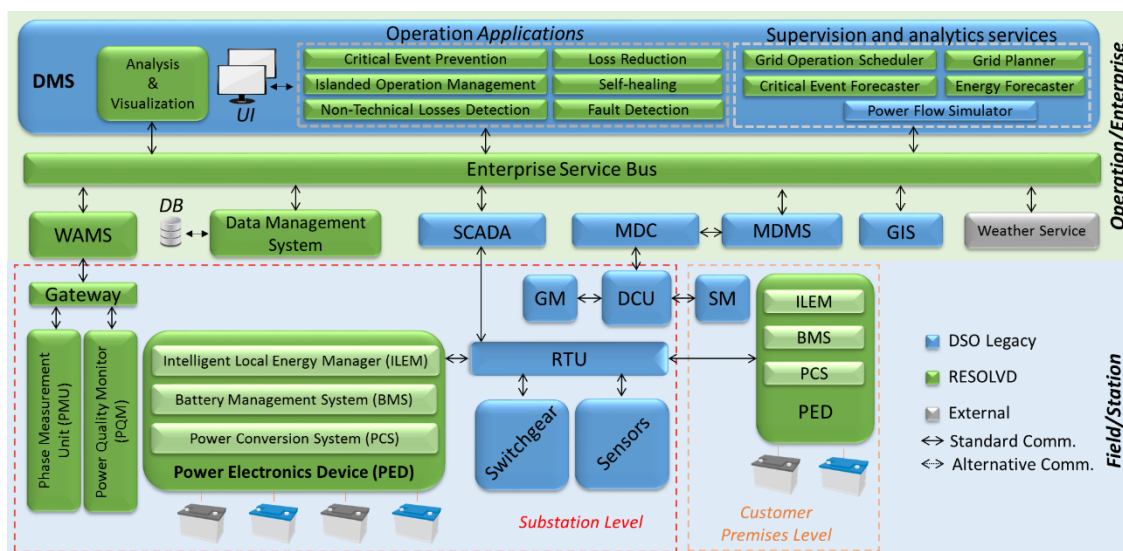 Operation Applications
Supervision and analytics services
DMS
Analysis
&
Visualization
UI
Critical Event Prevention
Loss Reduction
Islanded Operation Management
Self-healing
Non-Technical Losses Detection
Fault Detection
Grid Operation Scheduler
Grid Planner
Critical Event Forecaster
Energy Forecaster
Power Flow Simulator
Operation/Enterprise
Enterprise Service Bus
WAMS
DB
Data Management
System
SCADA
MDC
MDMS
GIS
Weather Service
Gateway
GM
DCU
SM
ILEM
BMS
PCS
PED
Phase Measurement
Unit (PMU)
Power Quality Monitor
(PQM)
Intelligent Local Energy Manager (ILEM)
Battery Management System (BMS)
Power Conversion System (PCS)
Power Electronics Device (PED)
RTU
Switchgear
Sensors
Substation Level
Customer
Premises Level
DSO Legacy
RESOLVD
External
Standard Comm.
Alternative Comm.
Field/Station